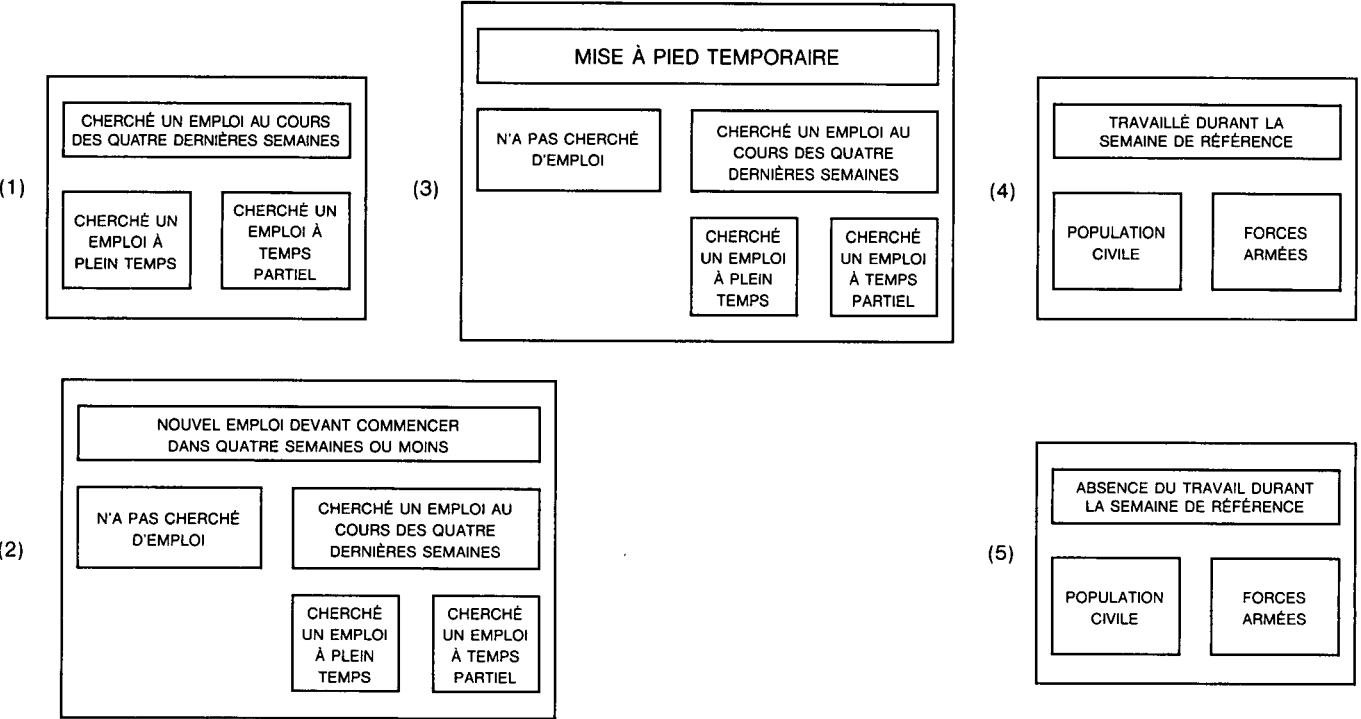 (1)
CHERCHÉ UN EMPLOI AU COURS
DES QUATRE DERNIÈRES SEMAINES
CHERCHÉ UN
EMPLOI À
PLEIN TEMPS
CHERCHÉ UN
EMPLOI À
TEMPS
PARTIEL
(2)
NOUVEL EMPLOI DEVANT COMMENCER
DANS QUATRE SEMAINES OU MOINS
N'A PAS CHERCHÉ
D'EMPLOI
CHERCHÉ UN EMPLOI AU
COURS DES QUATRE
DERNIÈRES SEMAINES
CHERCHÉ
UN EMPLOI
À PLEIN
TEMPS
CHERCHÉ
UN EMPLOI
À TEMPS
PARTIEL
(3)
MISE À PIED TEMPORAIRE
N'A PAS CHERCHÉ
D'EMPLOI
CHERCHÉ UN EMPLOI AU
COURS DES QUATRE
DERNIÈRES SEMAINES
CHERCHÉ
UN EMPLOI
À PLEIN
TEMPS
CHERCHÉ
UN EMPLOI
À TEMPS
PARTIEL
(4)
TRAVAILLÉ DURANT LA
SEMAINE DE RÉFÉRENCE
POPULATION
CIVILE
FORCES
ARMÉES
(5)
ABSENCE DU TRAVAIL DURANT
LA SEMAINE DE RÉFÉRENCE
POPULATION
CIVILE
FORCES
ARMÉES